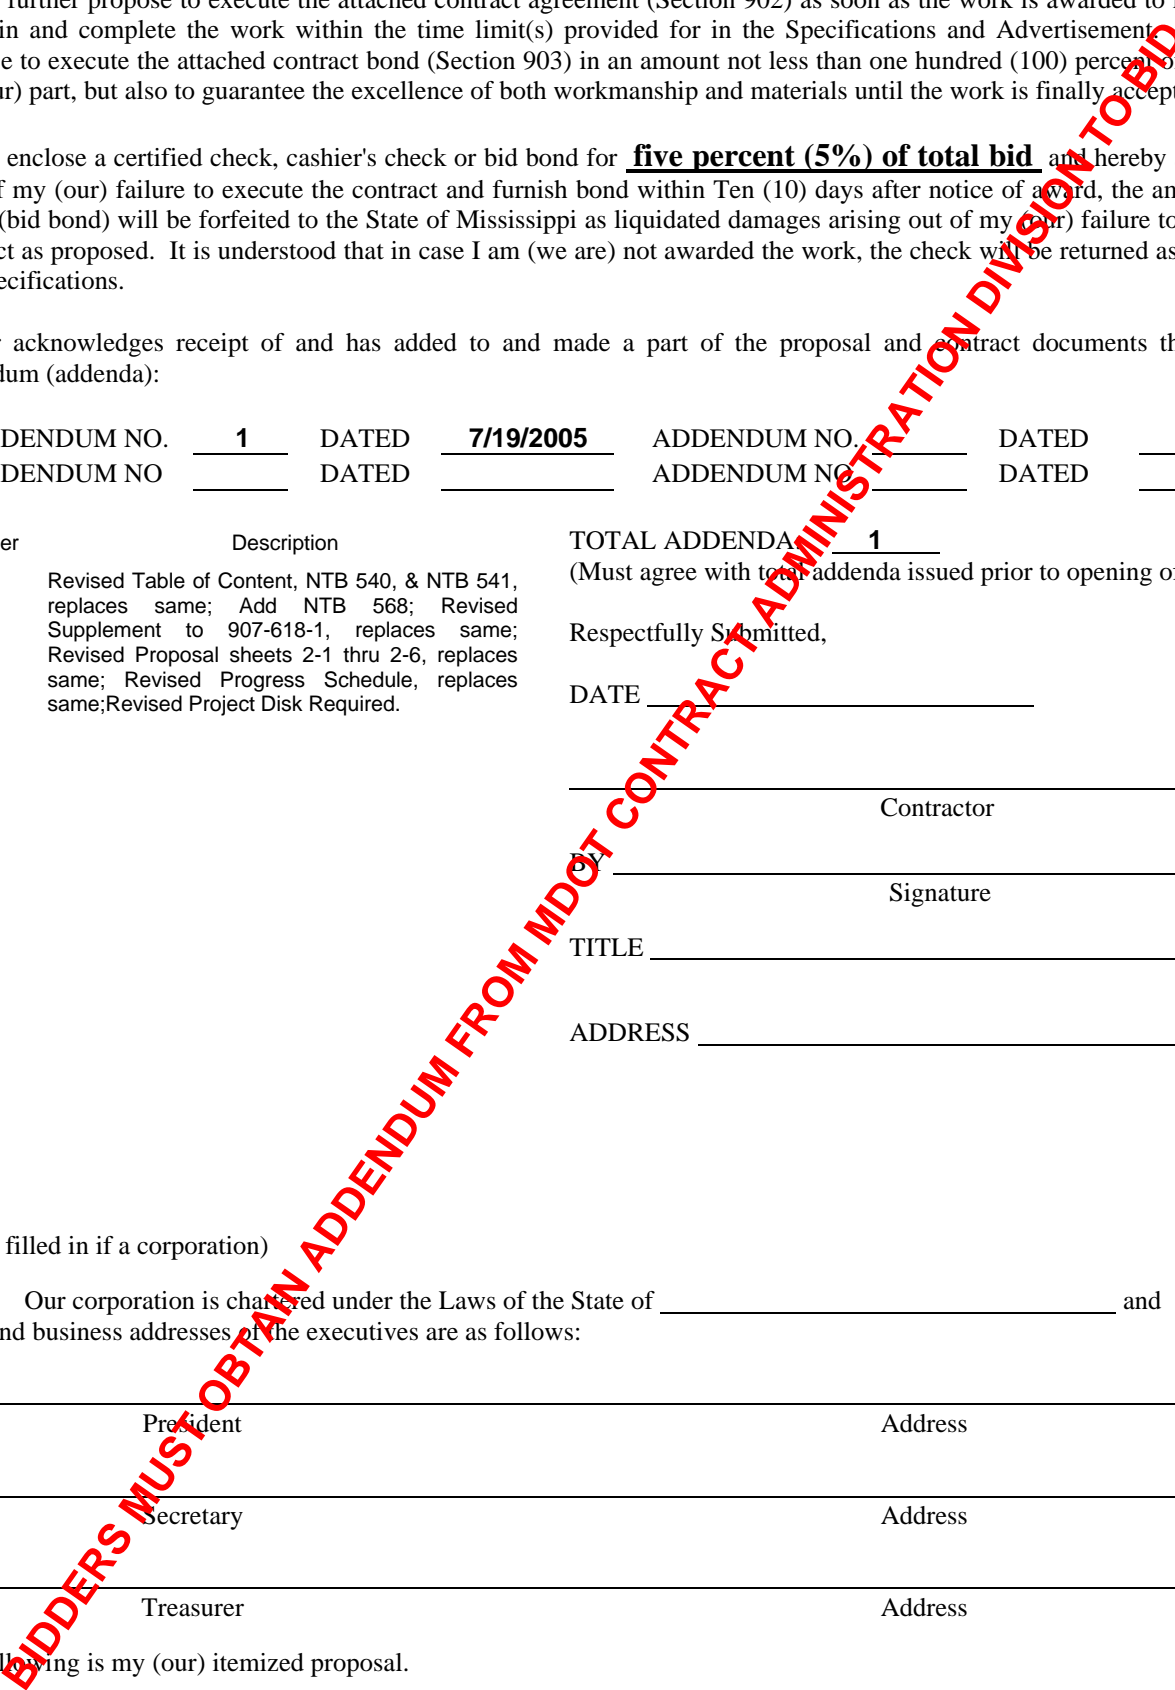 further propose to execute the attached contract agreement (Section 902) as soon as the work is awarded to
in and complete the work within the time limit(s) provided for in the Specifications and Advertisement.
e to execute the attached contract bond (Section 903) in an amount not less than one hundred (100) percent
ur) part, but also to guarantee the excellence of both workmanship and materials until the work is finally accept
enclose a certified check, cashier's check or bid bond for five percent (5%) of total bid and hereby
f my (our) failure to execute the contract and furnish bond within Ten (10) days after notice of award, the am
(bid bond) will be forfeited to the State of Mississippi as liquidated damages arising out of my (our) failure to
ct as proposed. It is understood that in case I am (we are) not awarded the work, the check will be returned as
ecifications.
acknowledges receipt of and has added to and made a part of the proposal and contract documents th
dum (addenda):
DENDUM NO. 1 DATED 7/19/2005 ADDENDUM NO. DATED
DENDUM NO DATED ADDENDUM NO DATED
er Description
Revised Table of Content, NTB 540, & NTB 541,
replaces same; Add NTB 568; Revised
Supplement to 907-618-1, replaces same;
Revised Proposal sheets 2-1 thru 2-6, replaces
same; Revised Progress Schedule, replaces
same;Revised Project Disk Required.
TOTAL ADDENDA: 1
(Must agree with total addenda issued prior to opening of
Respectfully Submitted,
DATE
Contractor
BY
Signature
TITLE
ADDRESS
filled in if a corporation)
Our corporation is chartered under the Laws of the State of and
nd business addresses of the executives are as follows:
President Address
Secretary Address
Treasurer Address
llowing is my (our) itemized proposal.
BIDDERS MUST OBTAIN ADDENDUM FROM MDOT CONTRACT ADMINISTRATION DIVISION TO BID